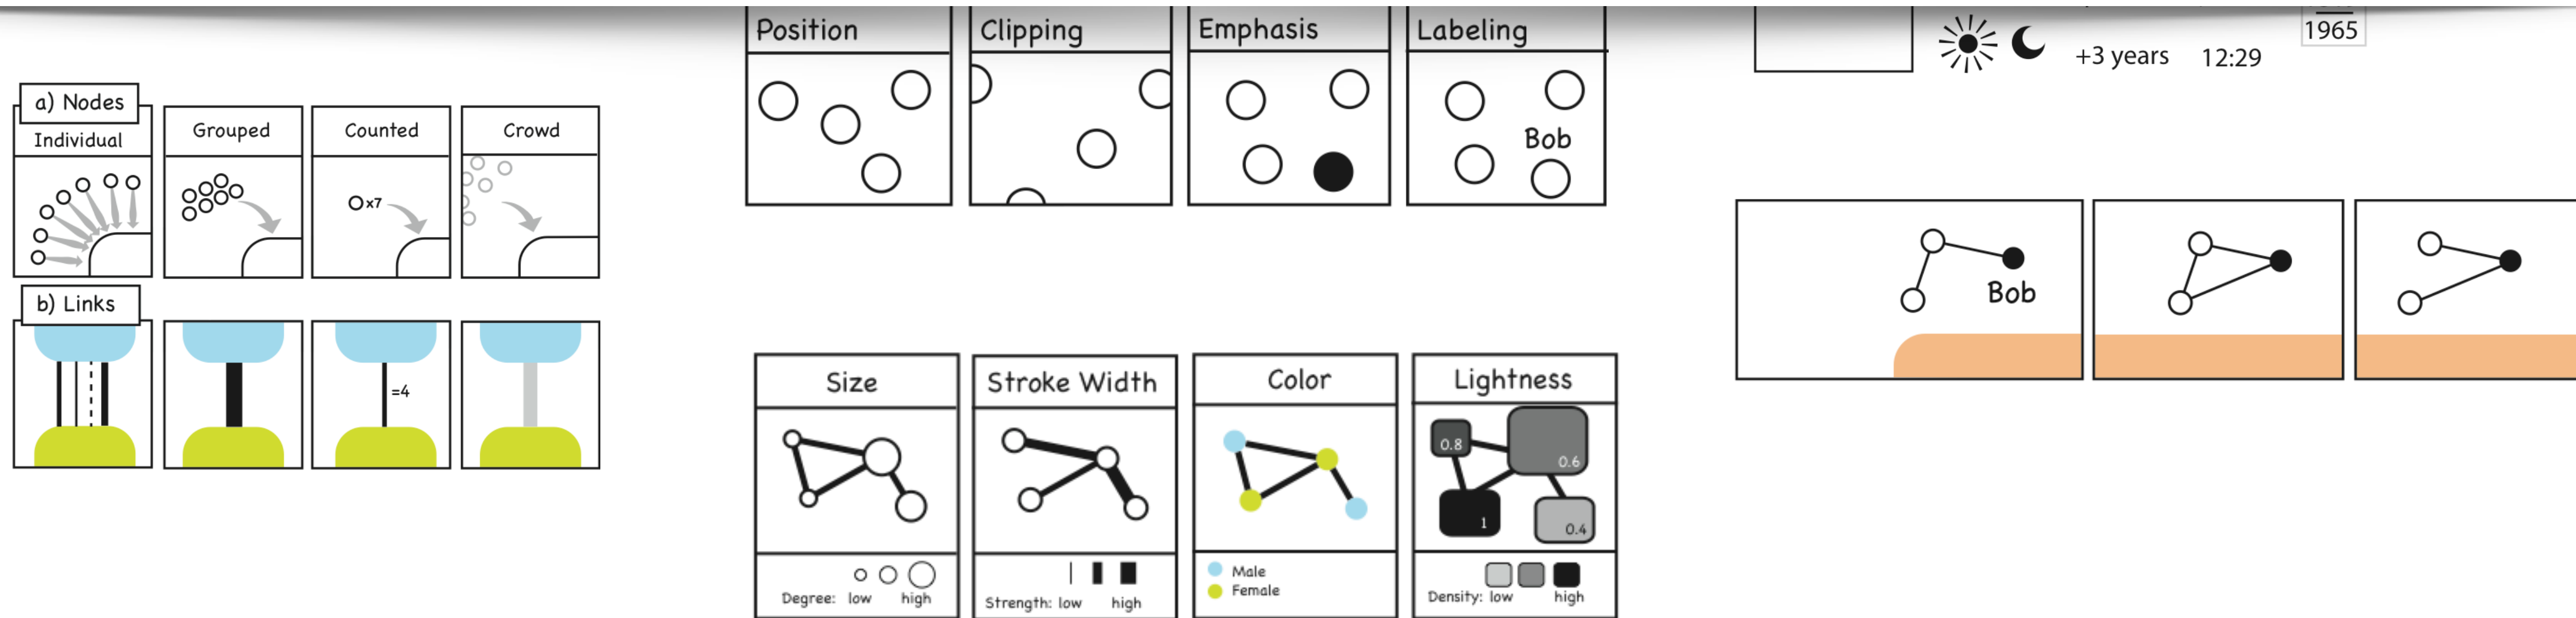 a) Nodes
Individual
Grouped
Counted
Crowd
x7
b) Links
=4
Position
Clipping
Emphasis
Labeling
Bob
Size
Stroke Width
Color
Lightness
0.8
0.6
1
0.4
Degree: low high
Strength: low high
Male
Female
Density: low high
+3 years
12:29
1965
Bob